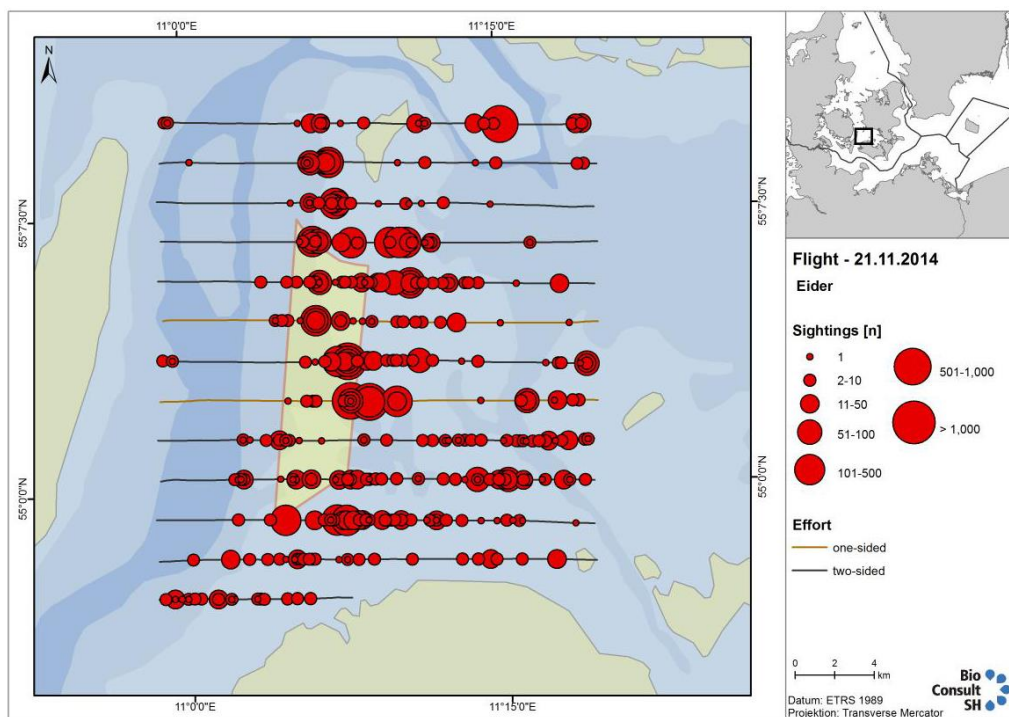 11°0'0"E 11°15'0"E
N
55°7'30"N 55°7'30"N
55°0'0"N 55°0'0"N
11°0'0"E 11°15'0"E
Flight - 21.11.2014
Eider
Sightings [n]
1
2-10
11-50
51-100
101-500
501-1,000
> 1,000
Effort
one-sided
two-sided
0 2 4
km
Datum: ETRS 1989
Projektion: Transverse Mercator
Bio
Consult
SH